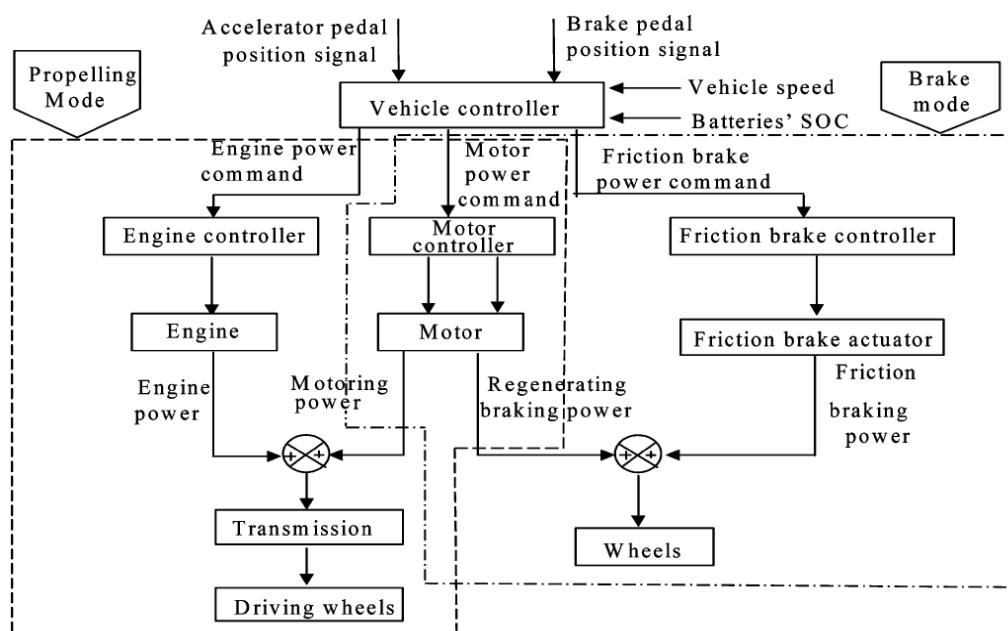 Accelerator pedal
position signal
Brake pedal
position signal
Propelling
Mode
Vehicle controller
Vehicle speed
Batteries' SOC
Brake
mode
Engine power
command
Motor
power
command
Friction brake
power command
Engine controller
Motor
controller
Friction brake controller
Engine
Motor
Friction brake actuator
Engine
power
Motoring
power
Regenerating
braking power
Friction
braking
power
+ +
+ +
Transmission
Wheels
Driving wheels